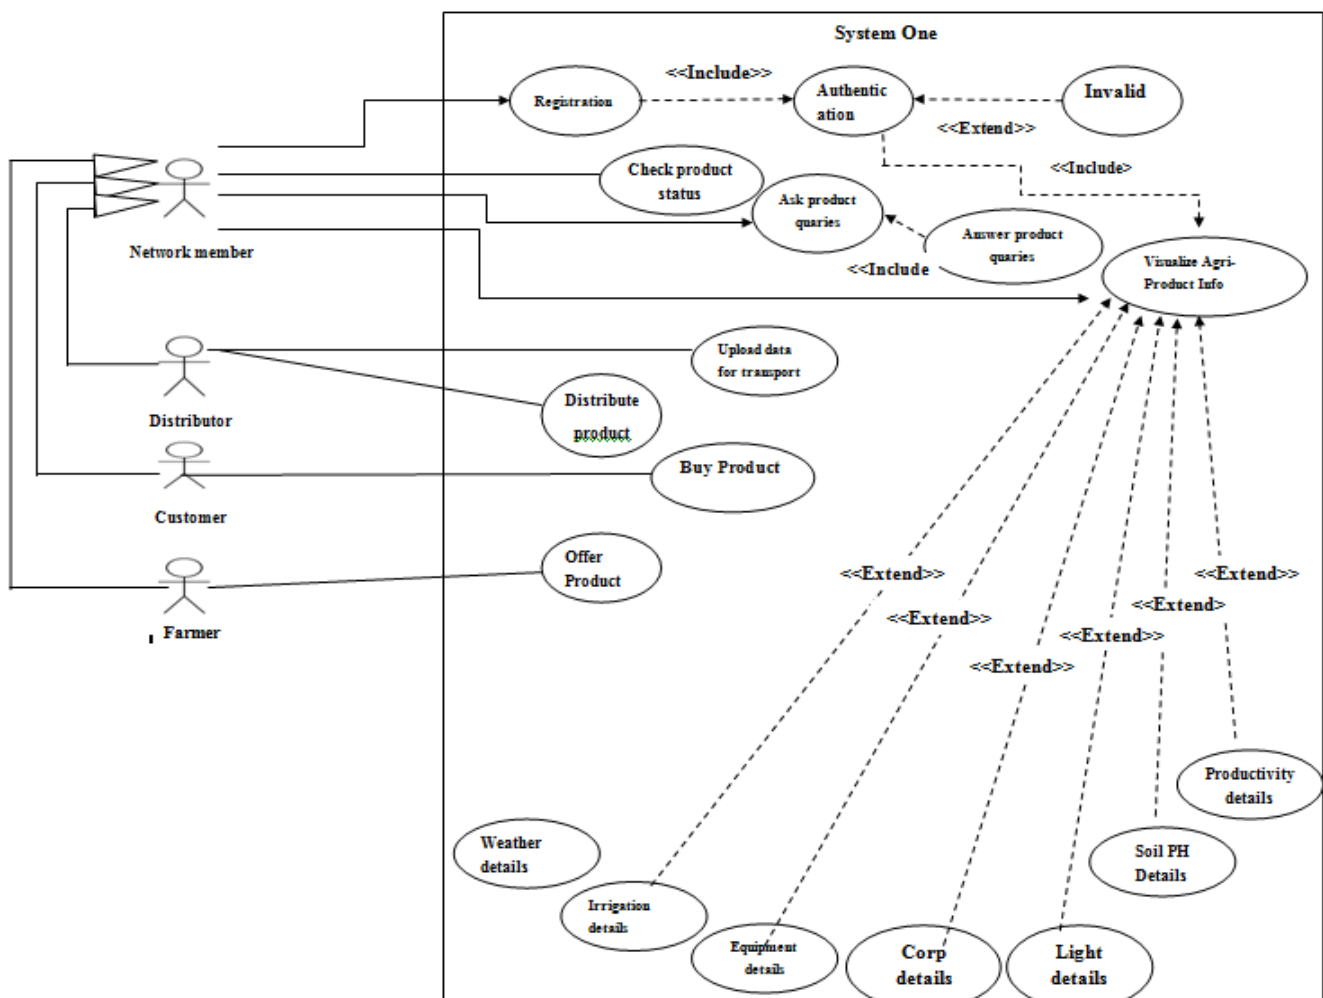 System One
<<Include>>
Registration
Authentic
ation
Invalid
<<Extend>>
<<Include>
Check product
status
Ask product
quaries
Answer product
quaries
<<Include
Network member
Visualize Agri-
Product Info
Upload data
for transport
Distributor
Distribute
product
Buy Product
Customer
Offer
Product
Farmer
<<Extend>>
<<Extend>>
<<Extend>
<<Extend>>
<<Extend>>
<<Extend>>
Productivity
details
Weather
details
Soil PH
Details
Irrigation
details
Equipment
details
Corp
details
Light
details